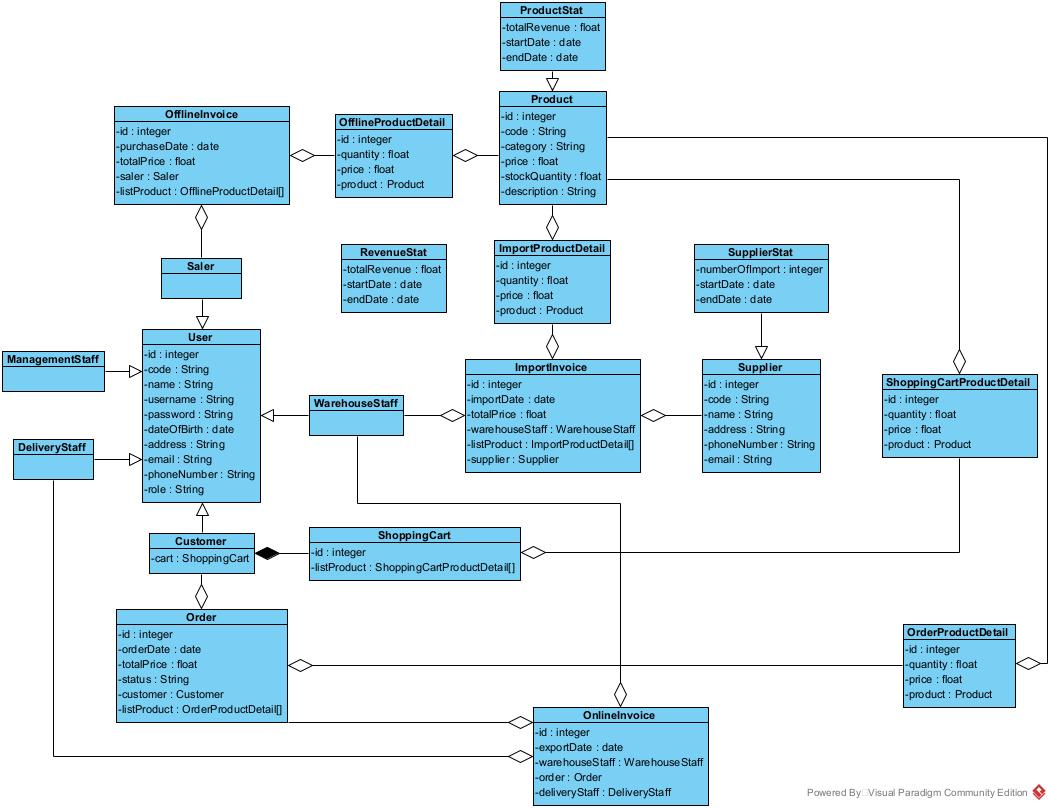 ProductStat
-totalRevenue : float
-startDate : date
-endDate : date
Product
-id : integer
-code : String
-category : String
-price : float
-stockQuantity : float
-description : String
OfflineInvoice
-id : integer
-purchaseDate : date
-totalPrice : float
-saler : Saler
-listProduct : OfflineProductDetail[]
OfflineProductDetail
-id : integer
-quantity : float
-price : float
-product : Product
Saler
RevenueStat
-totalRevenue : float
-startDate : date
-endDate : date
ImportProductDetail
-id : integer
-quantity : float
-price : float
-product : Product
SupplierStat
-numberOfImport : integer
-startDate : date
-endDate : date
User
-id : integer
-code : String
-name : String
-username : String
-password : String
-dateOfBirth : date
-address : String
-email : String
-phoneNumber : String
-role : String
ManagementStaff
DeliveryStaff
WarehouseStaff
ImportInvoice
-id : integer
-importDate : date
-totalPrice : float
-warehouseStaff : WarehouseStaff
-listProduct : ImportProductDetail[]
-supplier : Supplier
Supplier
-id : integer
-code : String
-name : String
-address : String
-phoneNumber : String
-email : String
ShoppingCartProductDetail
-id : integer
-quantity : float
-price : float
-product : Product
Customer
-cart : ShoppingCart
ShoppingCart
-id : integer
-listProduct : ShoppingCartProductDetail[]
Order
-id : integer
-orderDate : date
-totalPrice : float
-status : String
-customer : Customer
-listProduct : OrderProductDetail[]
OrderProductDetail
-id : integer
-quantity : float
-price : float
-product : Product
OnlineInvoice
-id : integer
-exportDate : date
-warehouseStaff : WarehouseStaff
-order : Order
-deliveryStaff : DeliveryStaff
Powered By Visual Paradigm Community Edition